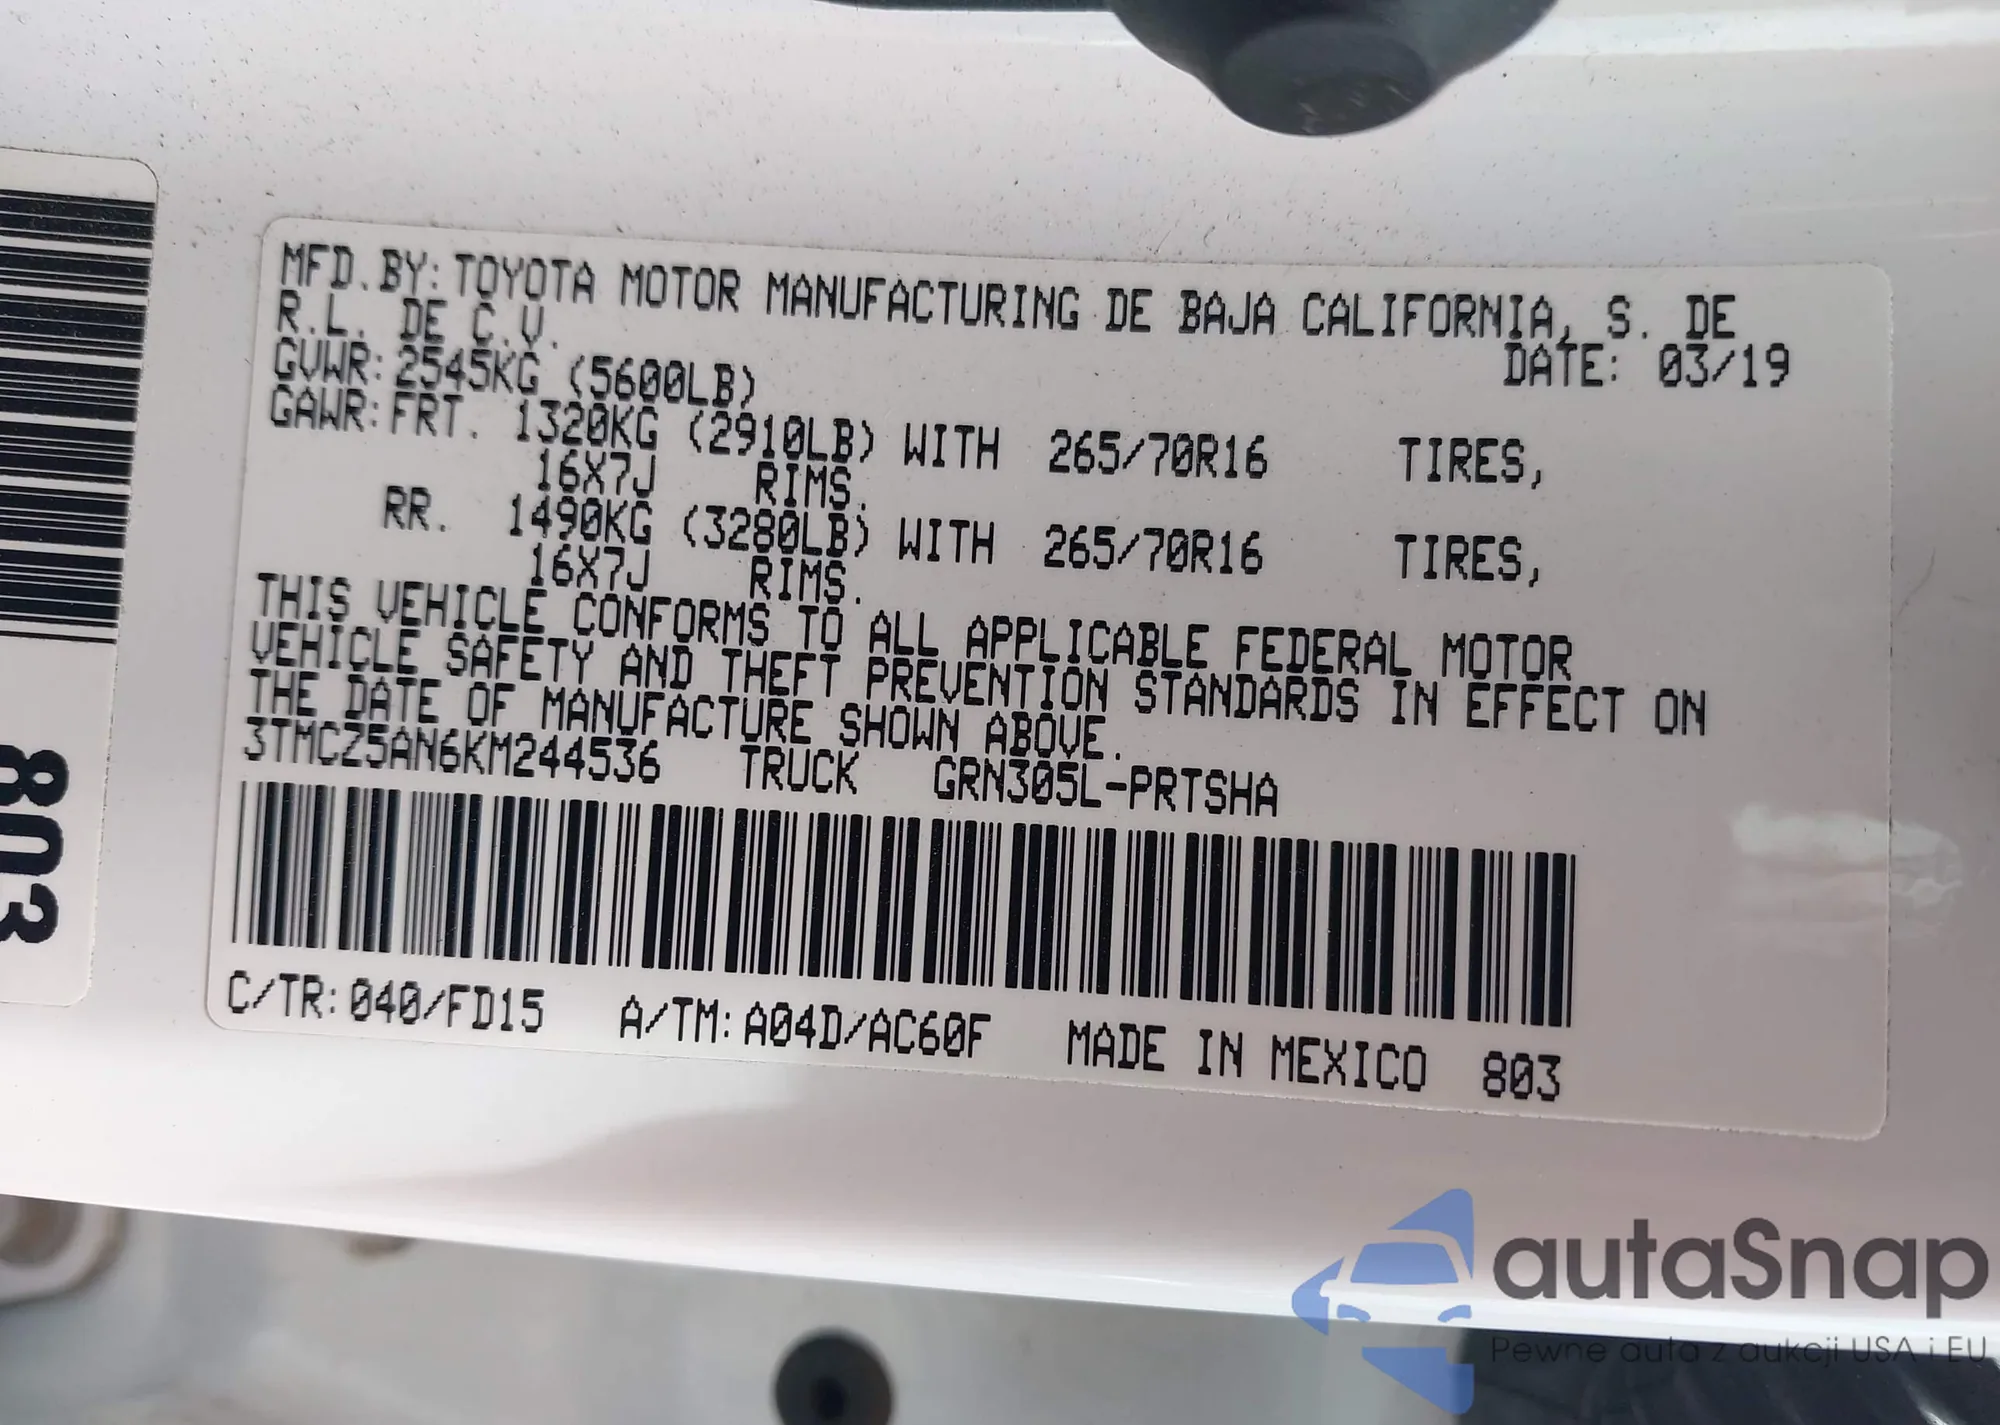 MFD.BY:TOYOTA MOTOR MANUFACTURING DE BAJA CALIFORNIA, S. DE
R.L. DE C.V.
DATE: 03/19
GVWR:2545KG (5600LB)
GAWR:FRT. 1320KG (2910LB) WITH 265/70R16 TIRES,
16X7J RIMS.
RR. 1490KG (3280LB) WITH 265/70R16 TIRES,
16X7J RIMS.
THIS VEHICLE CONFORMS TO ALL APPLICABLE FEDERAL MOTOR
VEHICLE SAFETY AND THEFT PREVENTION STANDARDS IN EFFECT ON
THE DATE OF MANUFACTURE SHOWN ABOVE.
3TMCZ5AN6KM244536 TRUCK GRN305L-PRTSHA
C/TR:040/FD15 A/TM:A04D/AC60F MADE IN MEXICO 803
803
autaSnap
Pewne auta z aukcji USA i EU